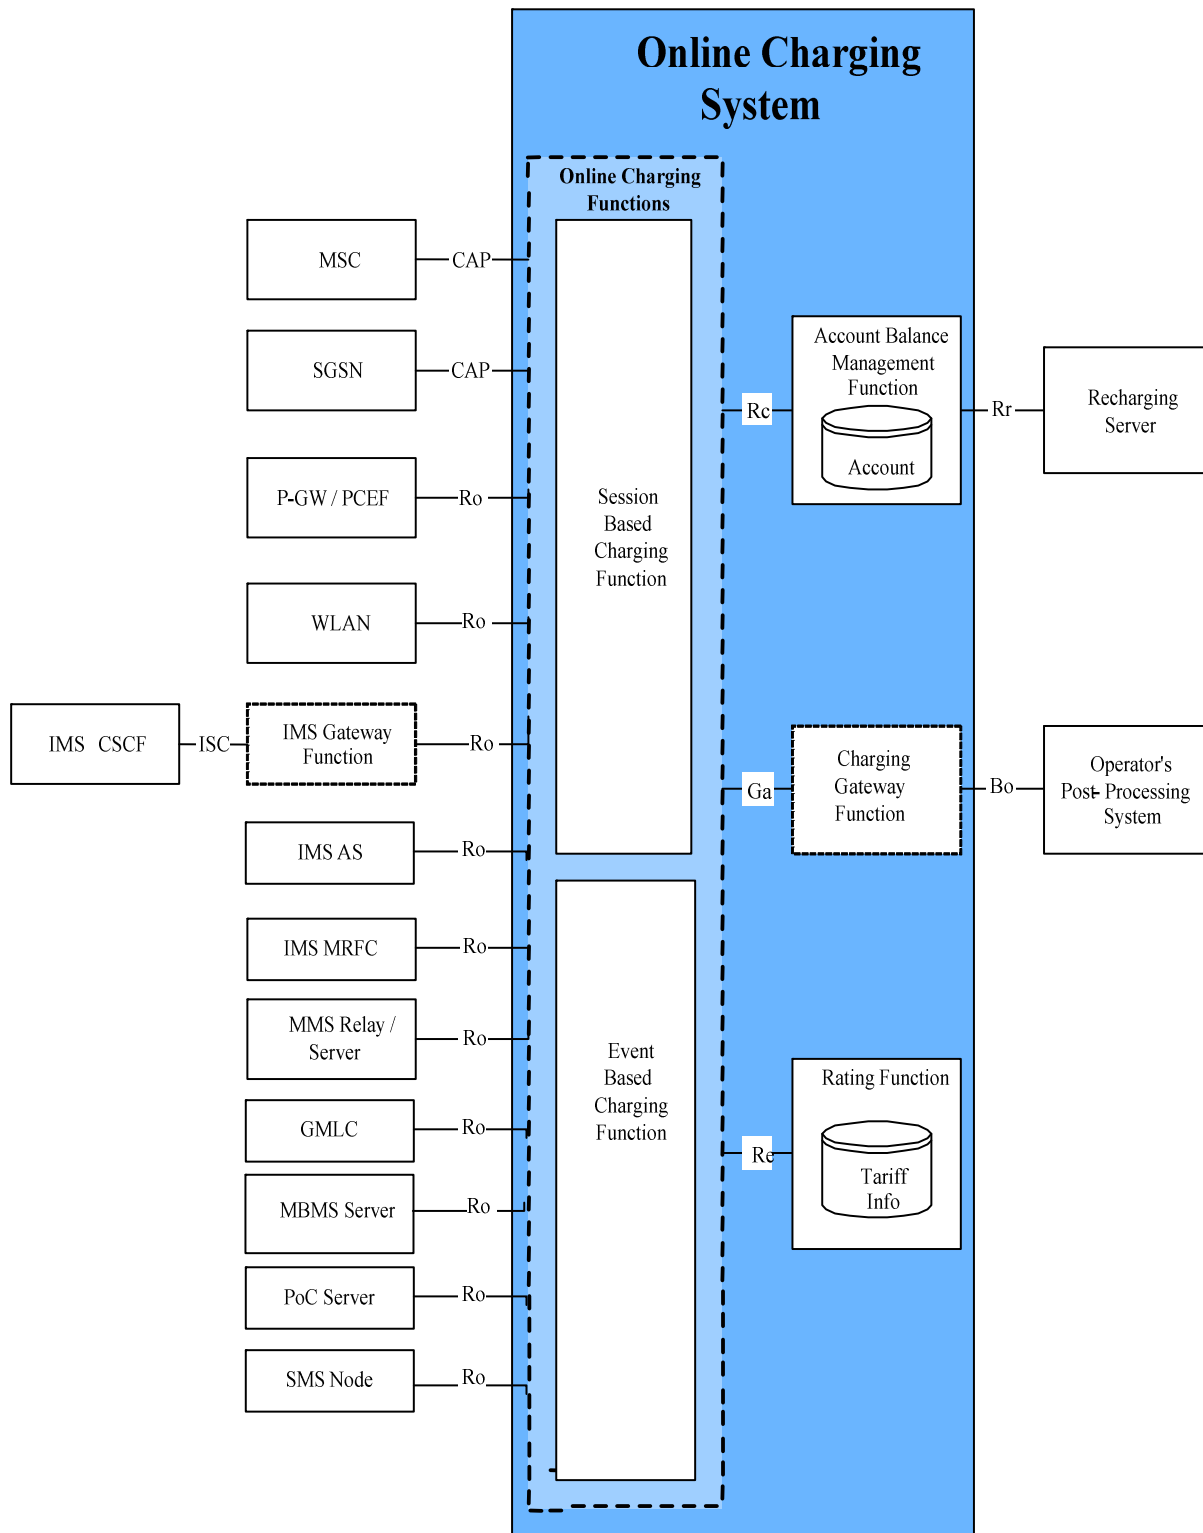 Online Charging
System
Online Charging
Functions
MSC
CAP
SGSN
CAP
P-GW / PCEF
Ro
WLAN
Ro
IMS CSCF
ISC
IMS Gateway
Function
Ro
IMS AS
Ro
IMS MRFC
Ro
MMS Relay /
Server
Ro
GMLC
Ro
MBMS Server
Ro
PoC Server
Ro
SMS Node
Ro
Session
Based
Charging
Function
Event
Based
Charging
Function
Rc
Account Balance
Management
Function
Account
Rr
Recharging
Server
Ga
Charging
Gateway
Function
Bo
Operator's
Post- Processing
System
Re
Rating Function
Tariff
Info